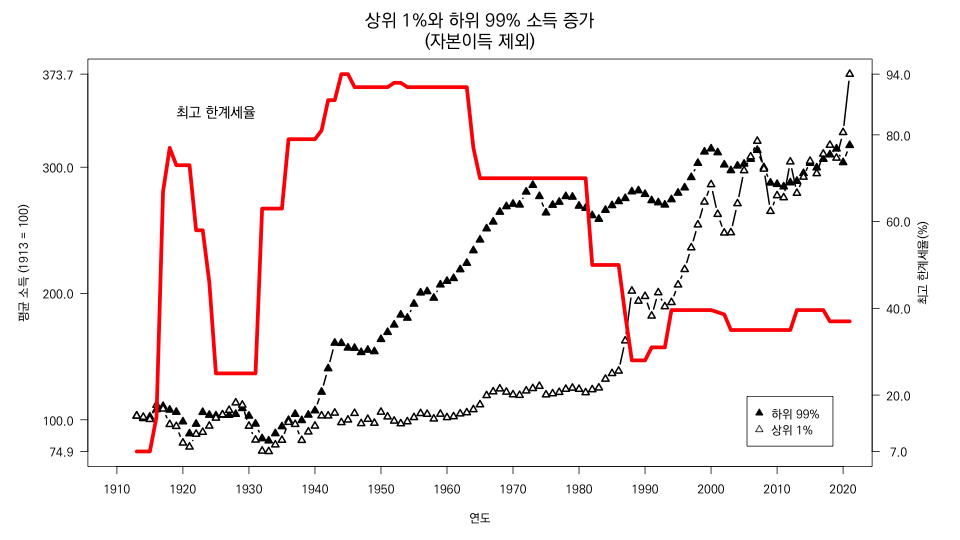 상위 1%와 하위 99% 소득 증가
(자본이득 제외)
373.7
300.0
200.0
100.0
74.9
평균 소득 (1913 = 100)
최고 한계세율
94.0
80.0
60.0
40.0
20.0
7.0
최고 한계세율(%)
하위 99%
상위 1%
1910 1920 1930 1940 1950 1960 1970 1980 1990 2000 2010 2020
연도